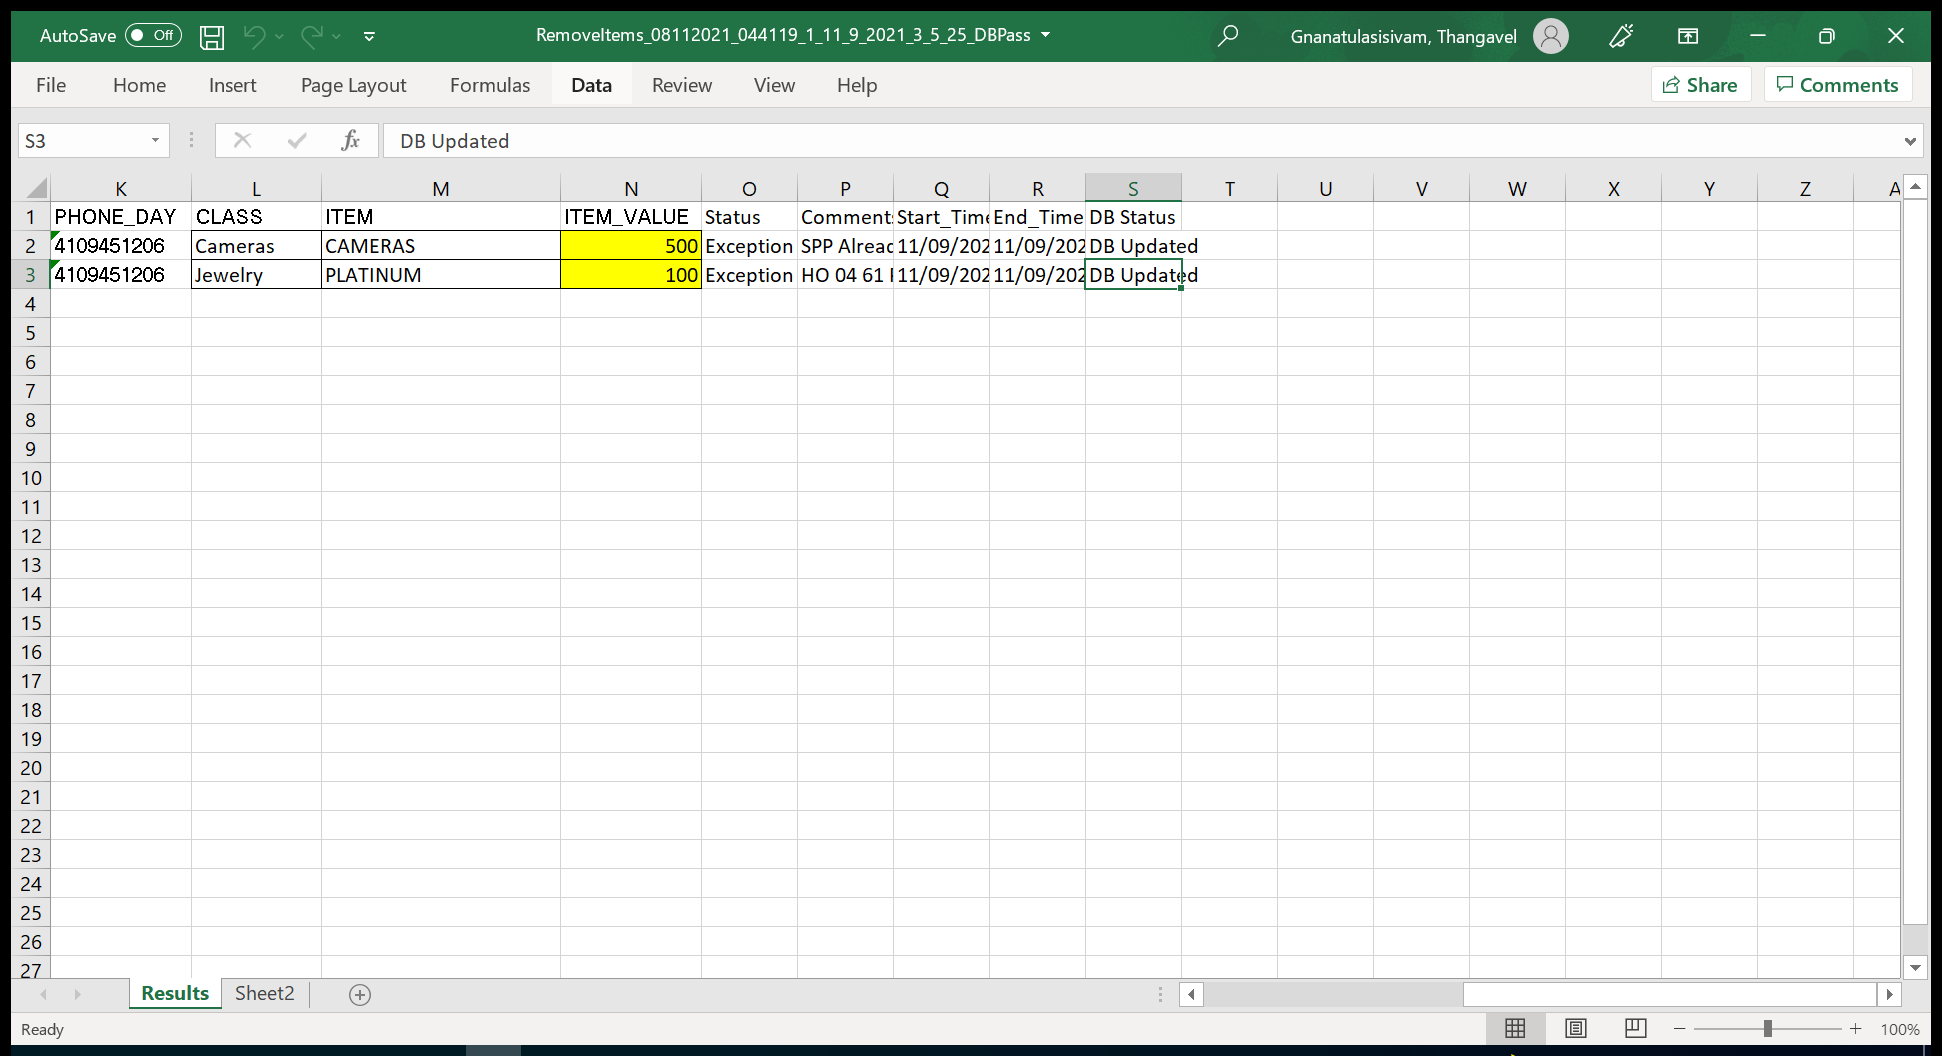 AutoSave Off RemoveItems_08112021_044119_1_11_9_2021_3_5_25_DBPass Gnanatulasisivam, Thangavel
File Home Insert Page Layout Formulas Data Review View Help Share Comments
S3 fx DB Updated
K L M N O P Q R S T U V W X Y Z A
1 PHONE_DAY CLASS ITEM ITEM_VALUE Status Comment Start_Time End_Time DB Status
2 4109451206 Cameras CAMERAS 500 Exception SPP Alreac 11/09/202 11/09/202 DB Updated
3 4109451206 Jewelry PLATINUM 100 Exception HO 04 61 11/09/202 11/09/202 DB Updated
4
5
6
7
8
9
10
11
12
13
14
15
16
17
18
19
20
21
22
23
24
25
26
27
Results Sheet2
Ready 100%